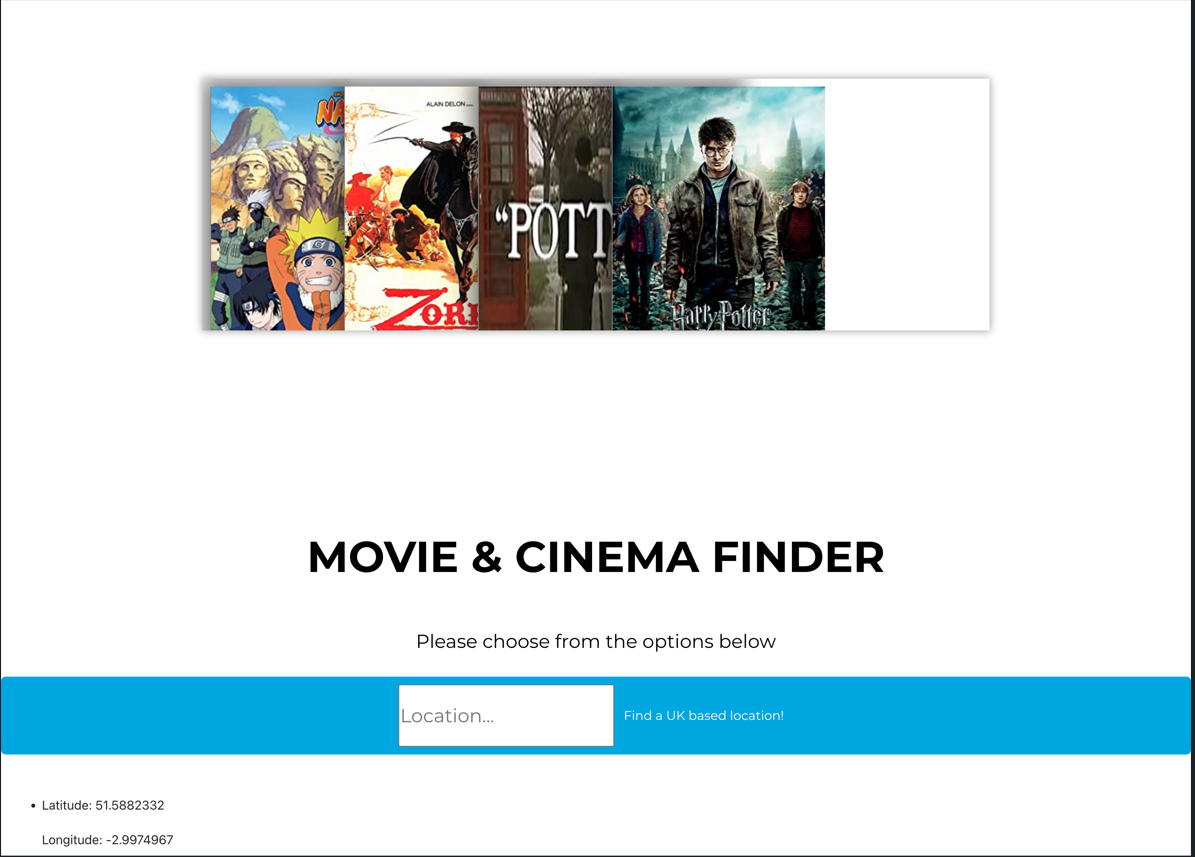 NA
ALAIN DELON
ZOR
"POTT
Harry Potter
MOVIE & CINEMA FINDER
Please choose from the options below
Location...
Find a UK based location!
• Latitude: 51.5882332
Longitude: -2.9974967